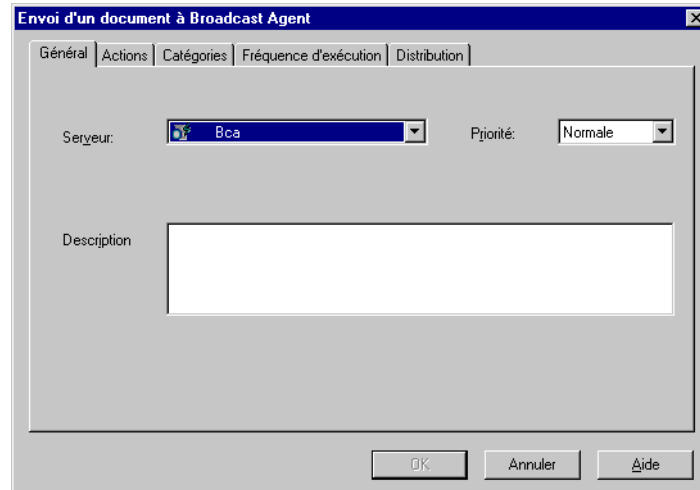 Envoi d'un document à Broadcast Agent
Général Actions Catégories Fréquence d'exécution Distribution
Serveur: Bca Priorité: Normale
Description
OK Annuler Aide